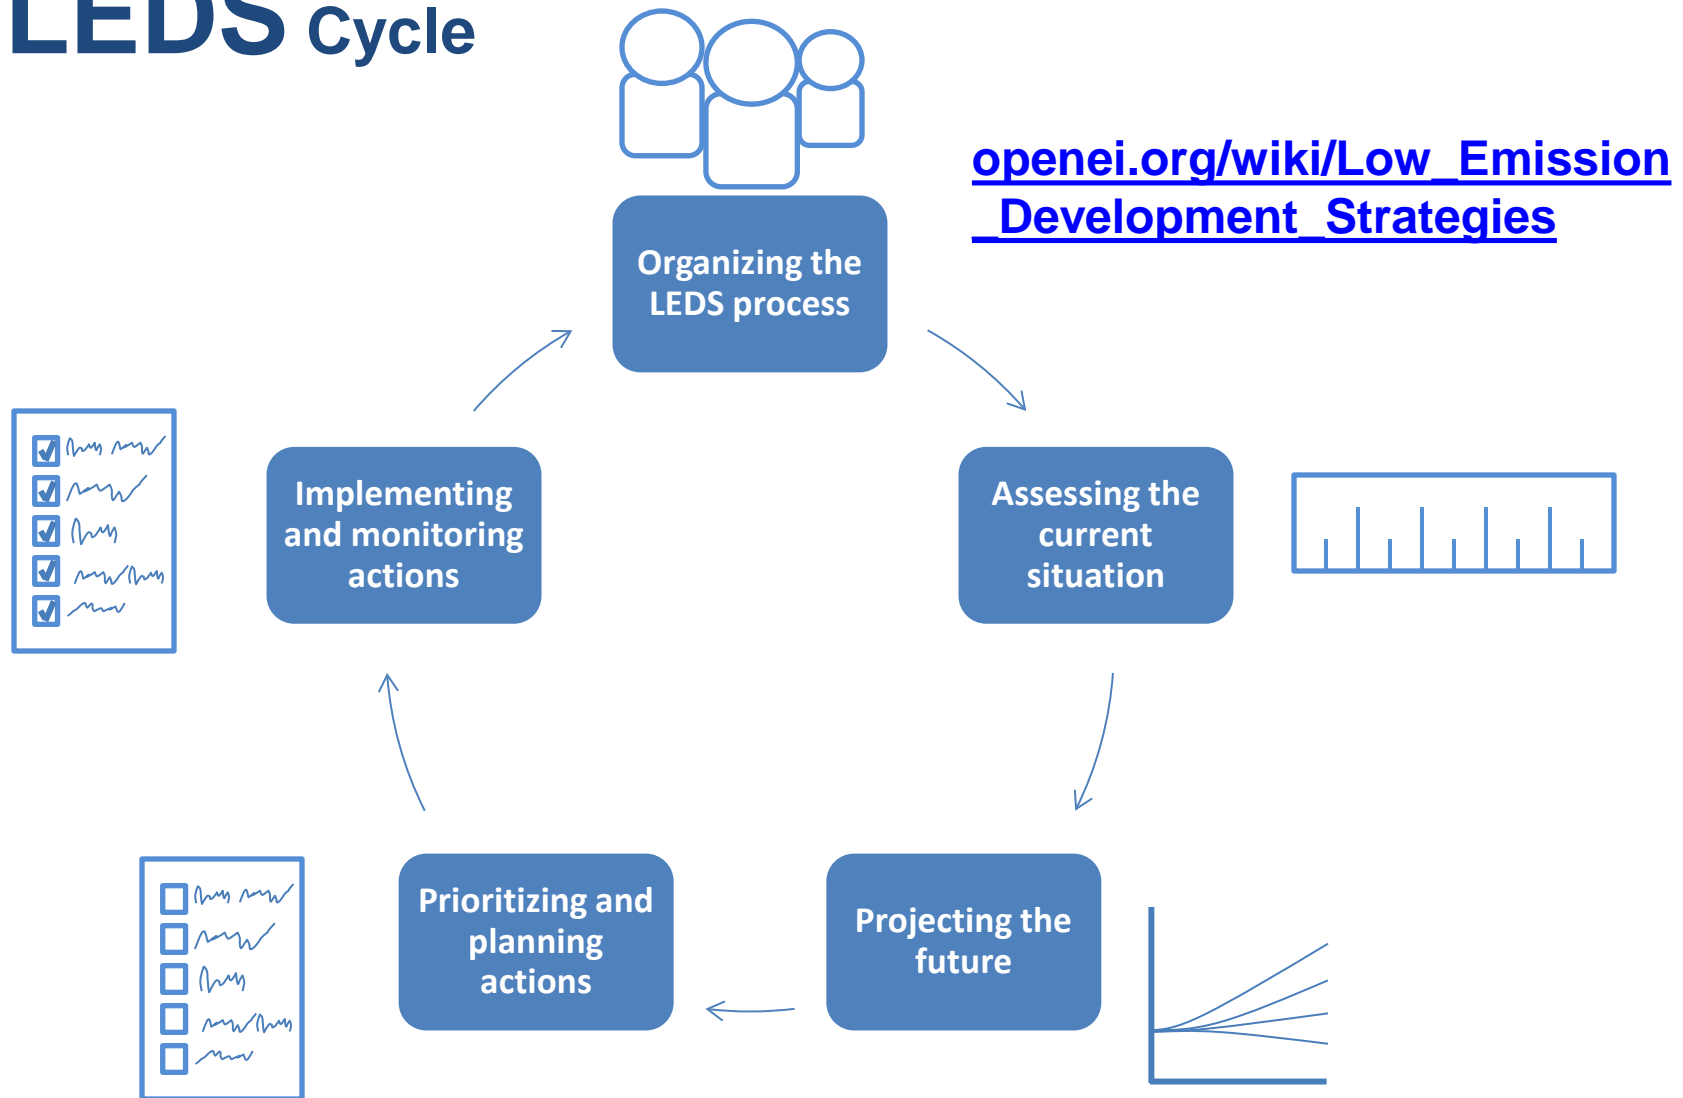 LEDS Cycle
openei.org/wiki/Low_Emission
_Development_Strategies
Organizing the
LEDS process
Assessing the
current
situation
Projecting the
future
Prioritizing and
planning
actions
Implementing
and monitoring
actions